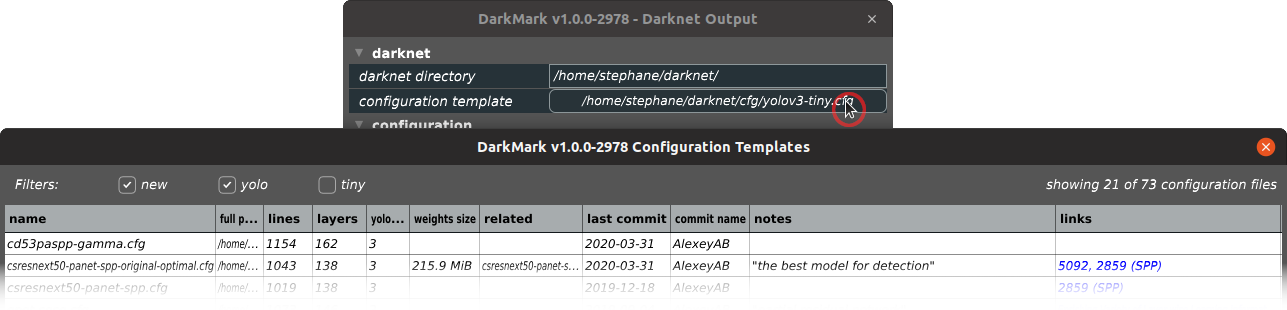 DarkMark v1.0.0-2978 - Darknet Output
darknet
darknet directory /home/stephane/darknet/
configuration template /home/stephane/darknet/cfg/yolov3-tiny.cfg
configuration
DarkMark v1.0.0-2978 Configuration Templates
Filters: new yolo tiny showing 21 of 73 configuration files
name full p... lines layers yolo... weights size related last commit commit name notes links
cd53paspp-gamma.cfg /home/... 1154 162 3 2020-03-31 AlexeyAB
csresnext50-panet-spp-original-optimal.cfg /home/... 1043 138 3 215.9 MiB csresnext50-panet-s... 2020-03-31 AlexeyAB "the best model for detection" 5092, 2859 (SPP)
csresnext50-panet-spp.cfg /home/... 1019 138 3 2019-12-18 AlexeyAB 2859 (SPP)